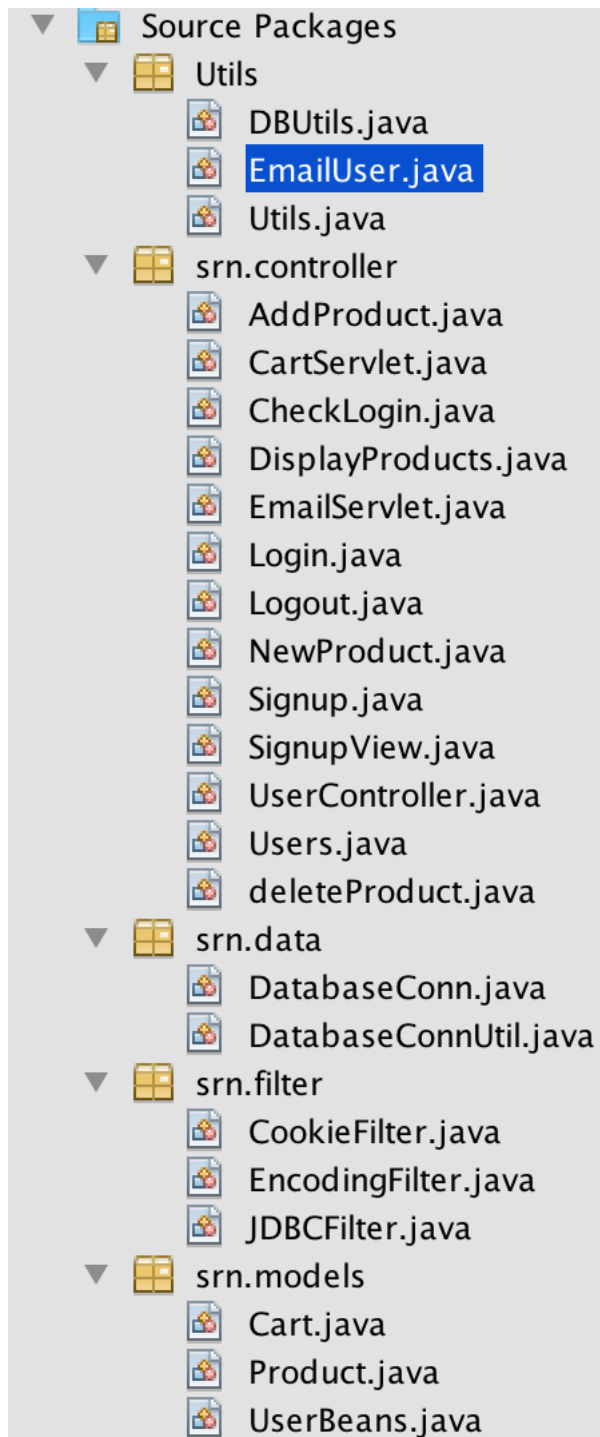 Source Packages
Utils
DBUtils.java
EmailUser.java
Utils.java
srn.controller
AddProduct.java
CartServlet.java
CheckLogin.java
DisplayProducts.java
EmailServlet.java
Login.java
Logout.java
NewProduct.java
Signup.java
SignupView.java
UserController.java
Users.java
deleteProduct.java
srn.data
DatabaseConn.java
DatabaseConnUtil.java
srn.filter
CookieFilter.java
EncodingFilter.java
JDBCFilter.java
srn.models
Cart.java
Product.java
UserBeans.java